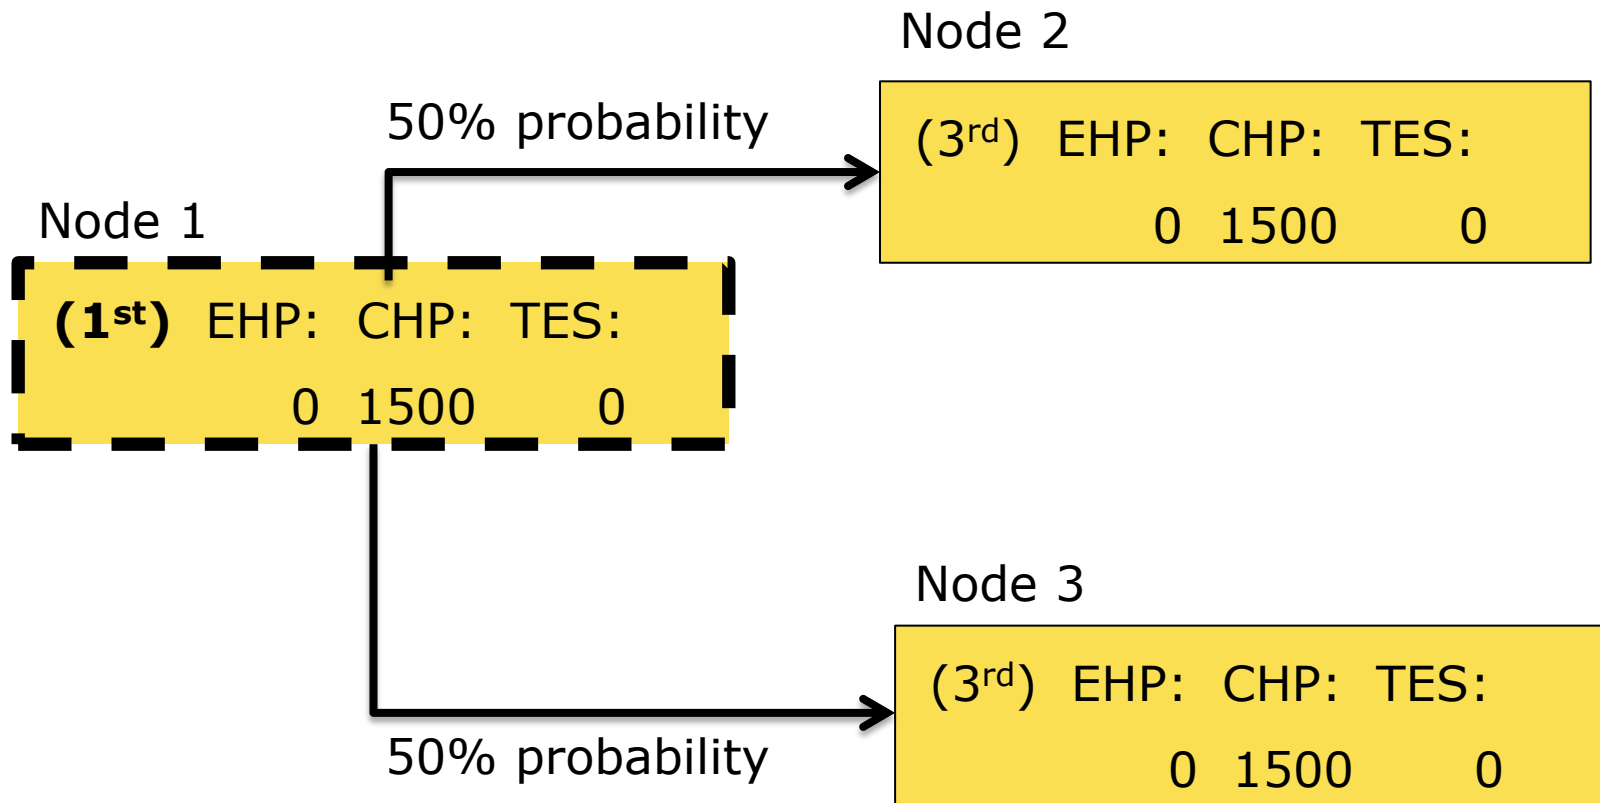 Node 2
50% probability
(3rd) EHP: CHP: TES:
0 1500 0
Node 1
(1st) EHP: CHP: TES:
0 1500 0
Node 3
(3rd) EHP: CHP: TES:
50% probability
0 1500 0